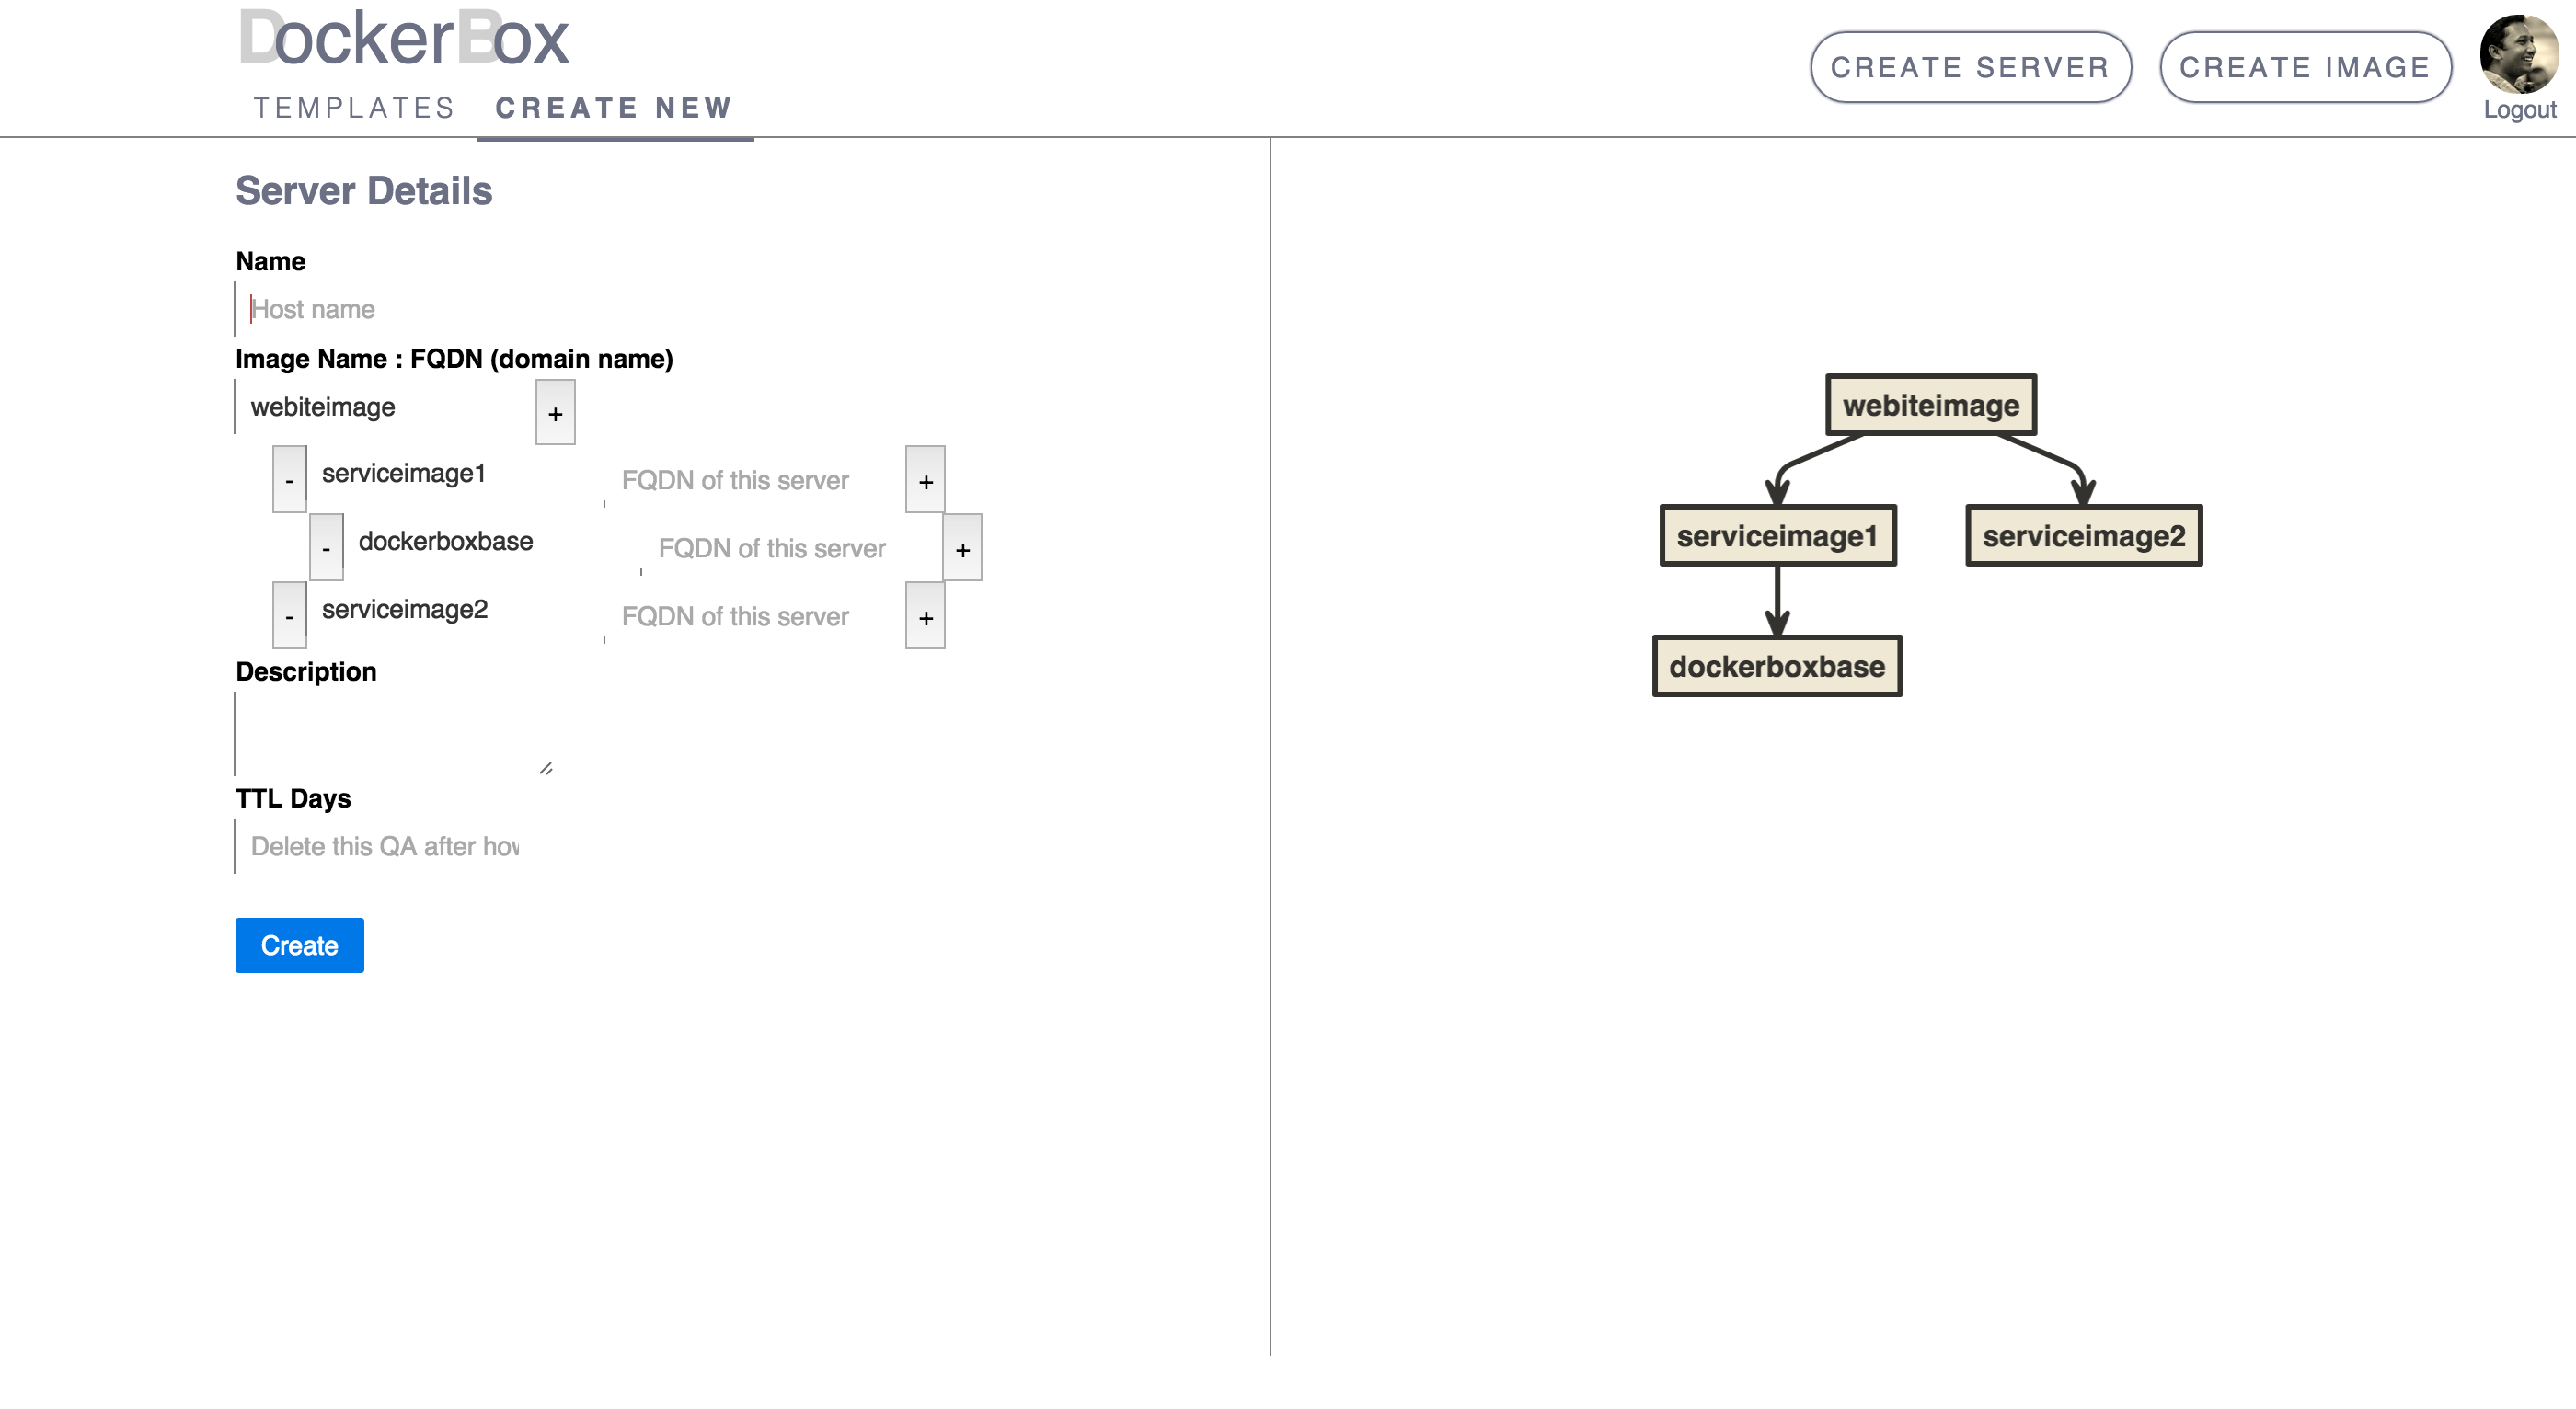 DockerBox
TEMPLATES CREATE NEW
CREATE SERVER CREATE IMAGE
Logout
Server Details
Name
Host name
Image Name : FQDN (domain name)
webiteimage +
- serviceimage1 FQDN of this server +
- dockerboxbase FQDN of this server +
- serviceimage2 FQDN of this server +
Description
TTL Days
Delete this QA after how
Create
webiteimage
serviceimage1 serviceimage2
dockerboxbase